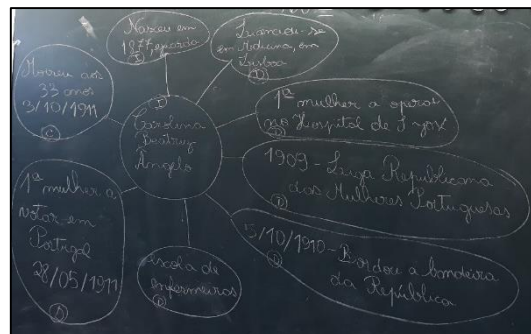 Nasceu em
1877,
Licenciou-se
em Medicina, em
Lisboa
Morreu aos
33 anos
3/10/1911
Carolina
Beatriz
Ângelo
1ª mulher a operar
no Hospital de S. José
1909 - Liga Republicana
das Mulheres Portuguesas
1ª mulher a
votar em
Portugal
28/05/1911
Escola de
enfermeiros
5/10/1910 - Bordou a bandeira
da República